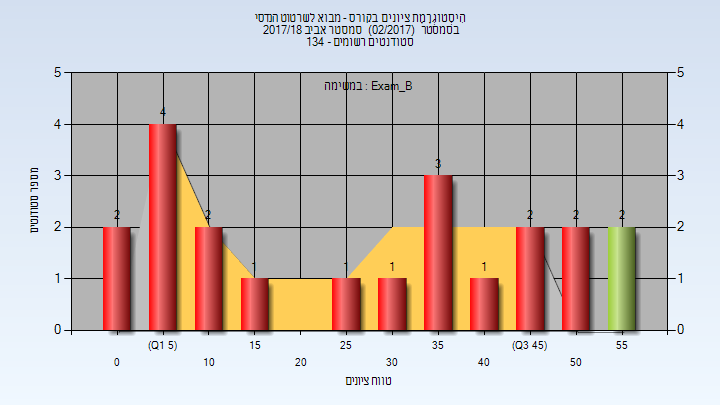 היסטוגרמת ציונים בקורס - מבוא לשרטוט הנדסי
בסמסטר (02/2017) סמסטר אביב 2017/18
סטודנטים רשומים - 134
במשימה : Exam_B
מספר סטודנטים
5 5
4 4
3 3
2 2
1 1
0 0
2 4 2 1 1 1 3 1 2 2 2
0 (Q1 5) 10 15 20 25 30 35 40 (Q3 45) 50 55
טווח ציונים